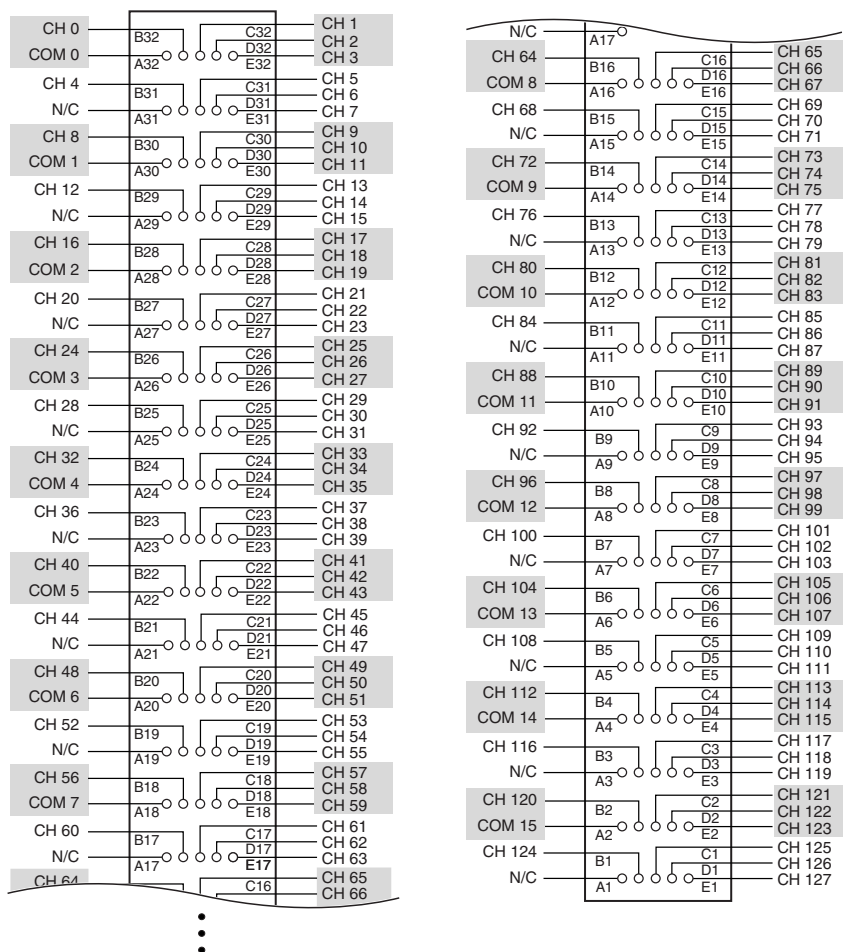 CH 0 B32 C32 CH 1
D32 CH 2
COM 0 A32 E32 CH 3
CH 4 B31 C31 CH 5
D31 CH 6
N/C A31 E31 CH 7
CH 8 B30 C30 CH 9
D30 CH 10
COM 1 A30 E30 CH 11
CH 12 B29 C29 CH 13
D29 CH 14
N/C A29 E29 CH 15
CH 16 B28 C28 CH 17
D28 CH 18
COM 2 A28 E28 CH 19
CH 20 B27 C27 CH 21
D27 CH 22
N/C A27 E27 CH 23
CH 24 B26 C26 CH 25
D26 CH 26
COM 3 A26 E26 CH 27
CH 28 B25 C25 CH 29
D25 CH 30
N/C A25 E25 CH 31
CH 32 B24 C24 CH 33
D24 CH 34
COM 4 A24 E24 CH 35
CH 36 B23 C23 CH 37
D23 CH 38
N/C A23 E23 CH 39
CH 40 B22 C22 CH 41
D22 CH 42
COM 5 A22 E22 CH 43
CH 44 B21 C21 CH 45
D21 CH 46
N/C A21 E21 CH 47
CH 48 B20 C20 CH 49
D20 CH 50
COM 6 A20 E20 CH 51
CH 52 B19 C19 CH 53
D19 CH 54
N/C A19 E19 CH 55
CH 56 B18 C18 CH 57
D18 CH 58
COM 7 A18 E18 CH 59
CH 60 B17 C17 CH 61
D17 CH 62
N/C A17 E17 CH 63
CH 64 C16 CH 65
CH 66
N/C A17
CH 64 B16 C16 CH 65
D16 CH 66
COM 8 A16 E16 CH 67
CH 68 B15 C15 CH 69
D15 CH 70
N/C A15 E15 CH 71
CH 72 B14 C14 CH 73
D14 CH 74
COM 9 A14 E14 CH 75
CH 76 B13 C13 CH 77
D13 CH 78
N/C A13 E13 CH 79
CH 80 B12 C12 CH 81
D12 CH 82
COM 10 A12 E12 CH 83
CH 84 B11 C11 CH 85
D11 CH 86
N/C A11 E11 CH 87
CH 88 B10 C10 CH 89
D10 CH 90
COM 11 A10 E10 CH 91
CH 92 B9 C9 CH 93
D9 CH 94
N/C A9 E9 CH 95
CH 96 B8 C8 CH 97
D8 CH 98
COM 12 A8 E8 CH 99
CH 100 B7 C7 CH 101
D7 CH 102
N/C A7 E7 CH 103
CH 104 B6 C6 CH 105
D6 CH 106
COM 13 A6 E6 CH 107
CH 108 B5 C5 CH 109
D5 CH 110
N/C A5 E5 CH 111
CH 112 B4 C4 CH 113
D4 CH 114
COM 14 A4 E4 CH 115
CH 116 B3 C3 CH 117
D3 CH 118
N/C A3 E3 CH 119
CH 120 B2 C2 CH 121
D2 CH 122
COM 15 A2 E2 CH 123
CH 124 B1 C1 CH 125
D1 CH 126
N/C A1 E1 CH 127